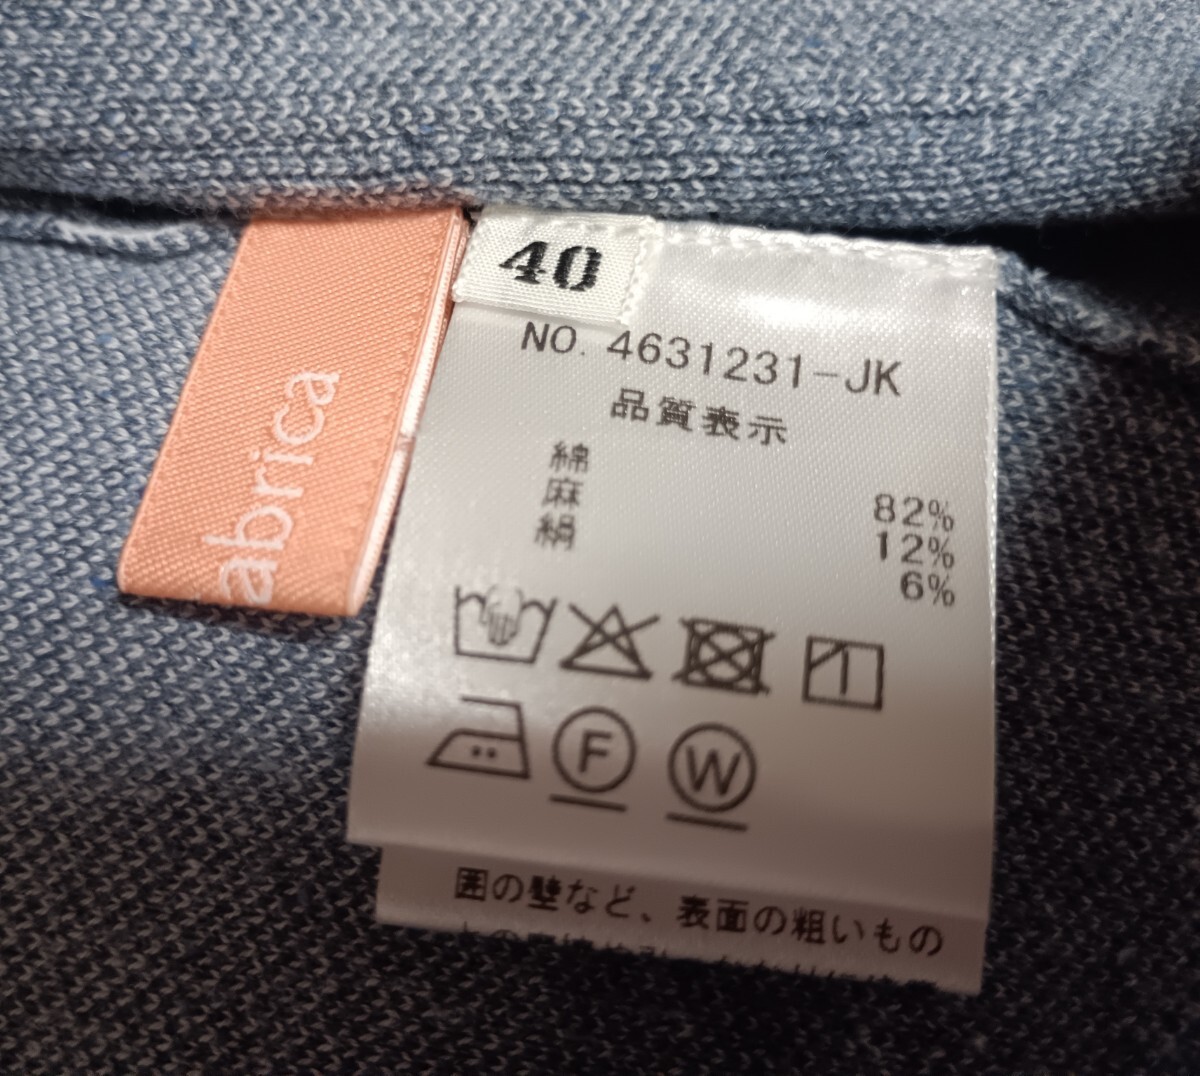 abrica
40
NO. 4631231-JK
品質表示
綿 82%
麻 12%
絹 6%
F W
囲の壁など、表面の粗いもの